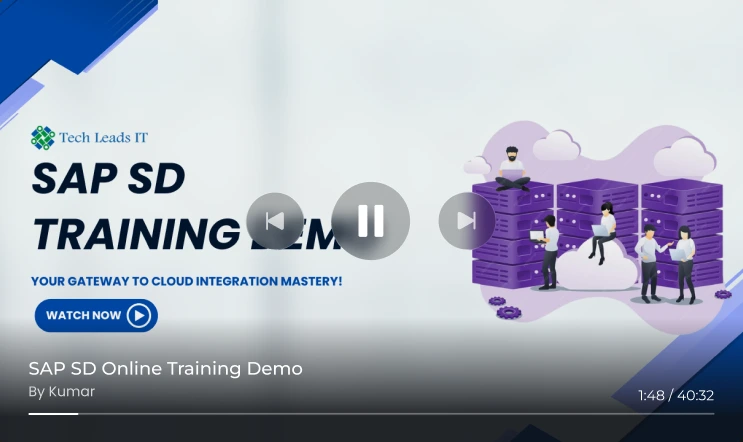 Tech Leads IT
SAP SD
TRAINING DEMO
YOUR GATEWAY TO CLOUD INTEGRATION MASTERY!
WATCH NOW
SAP SD Online Training Demo
By Kumar
1:48 / 40:32